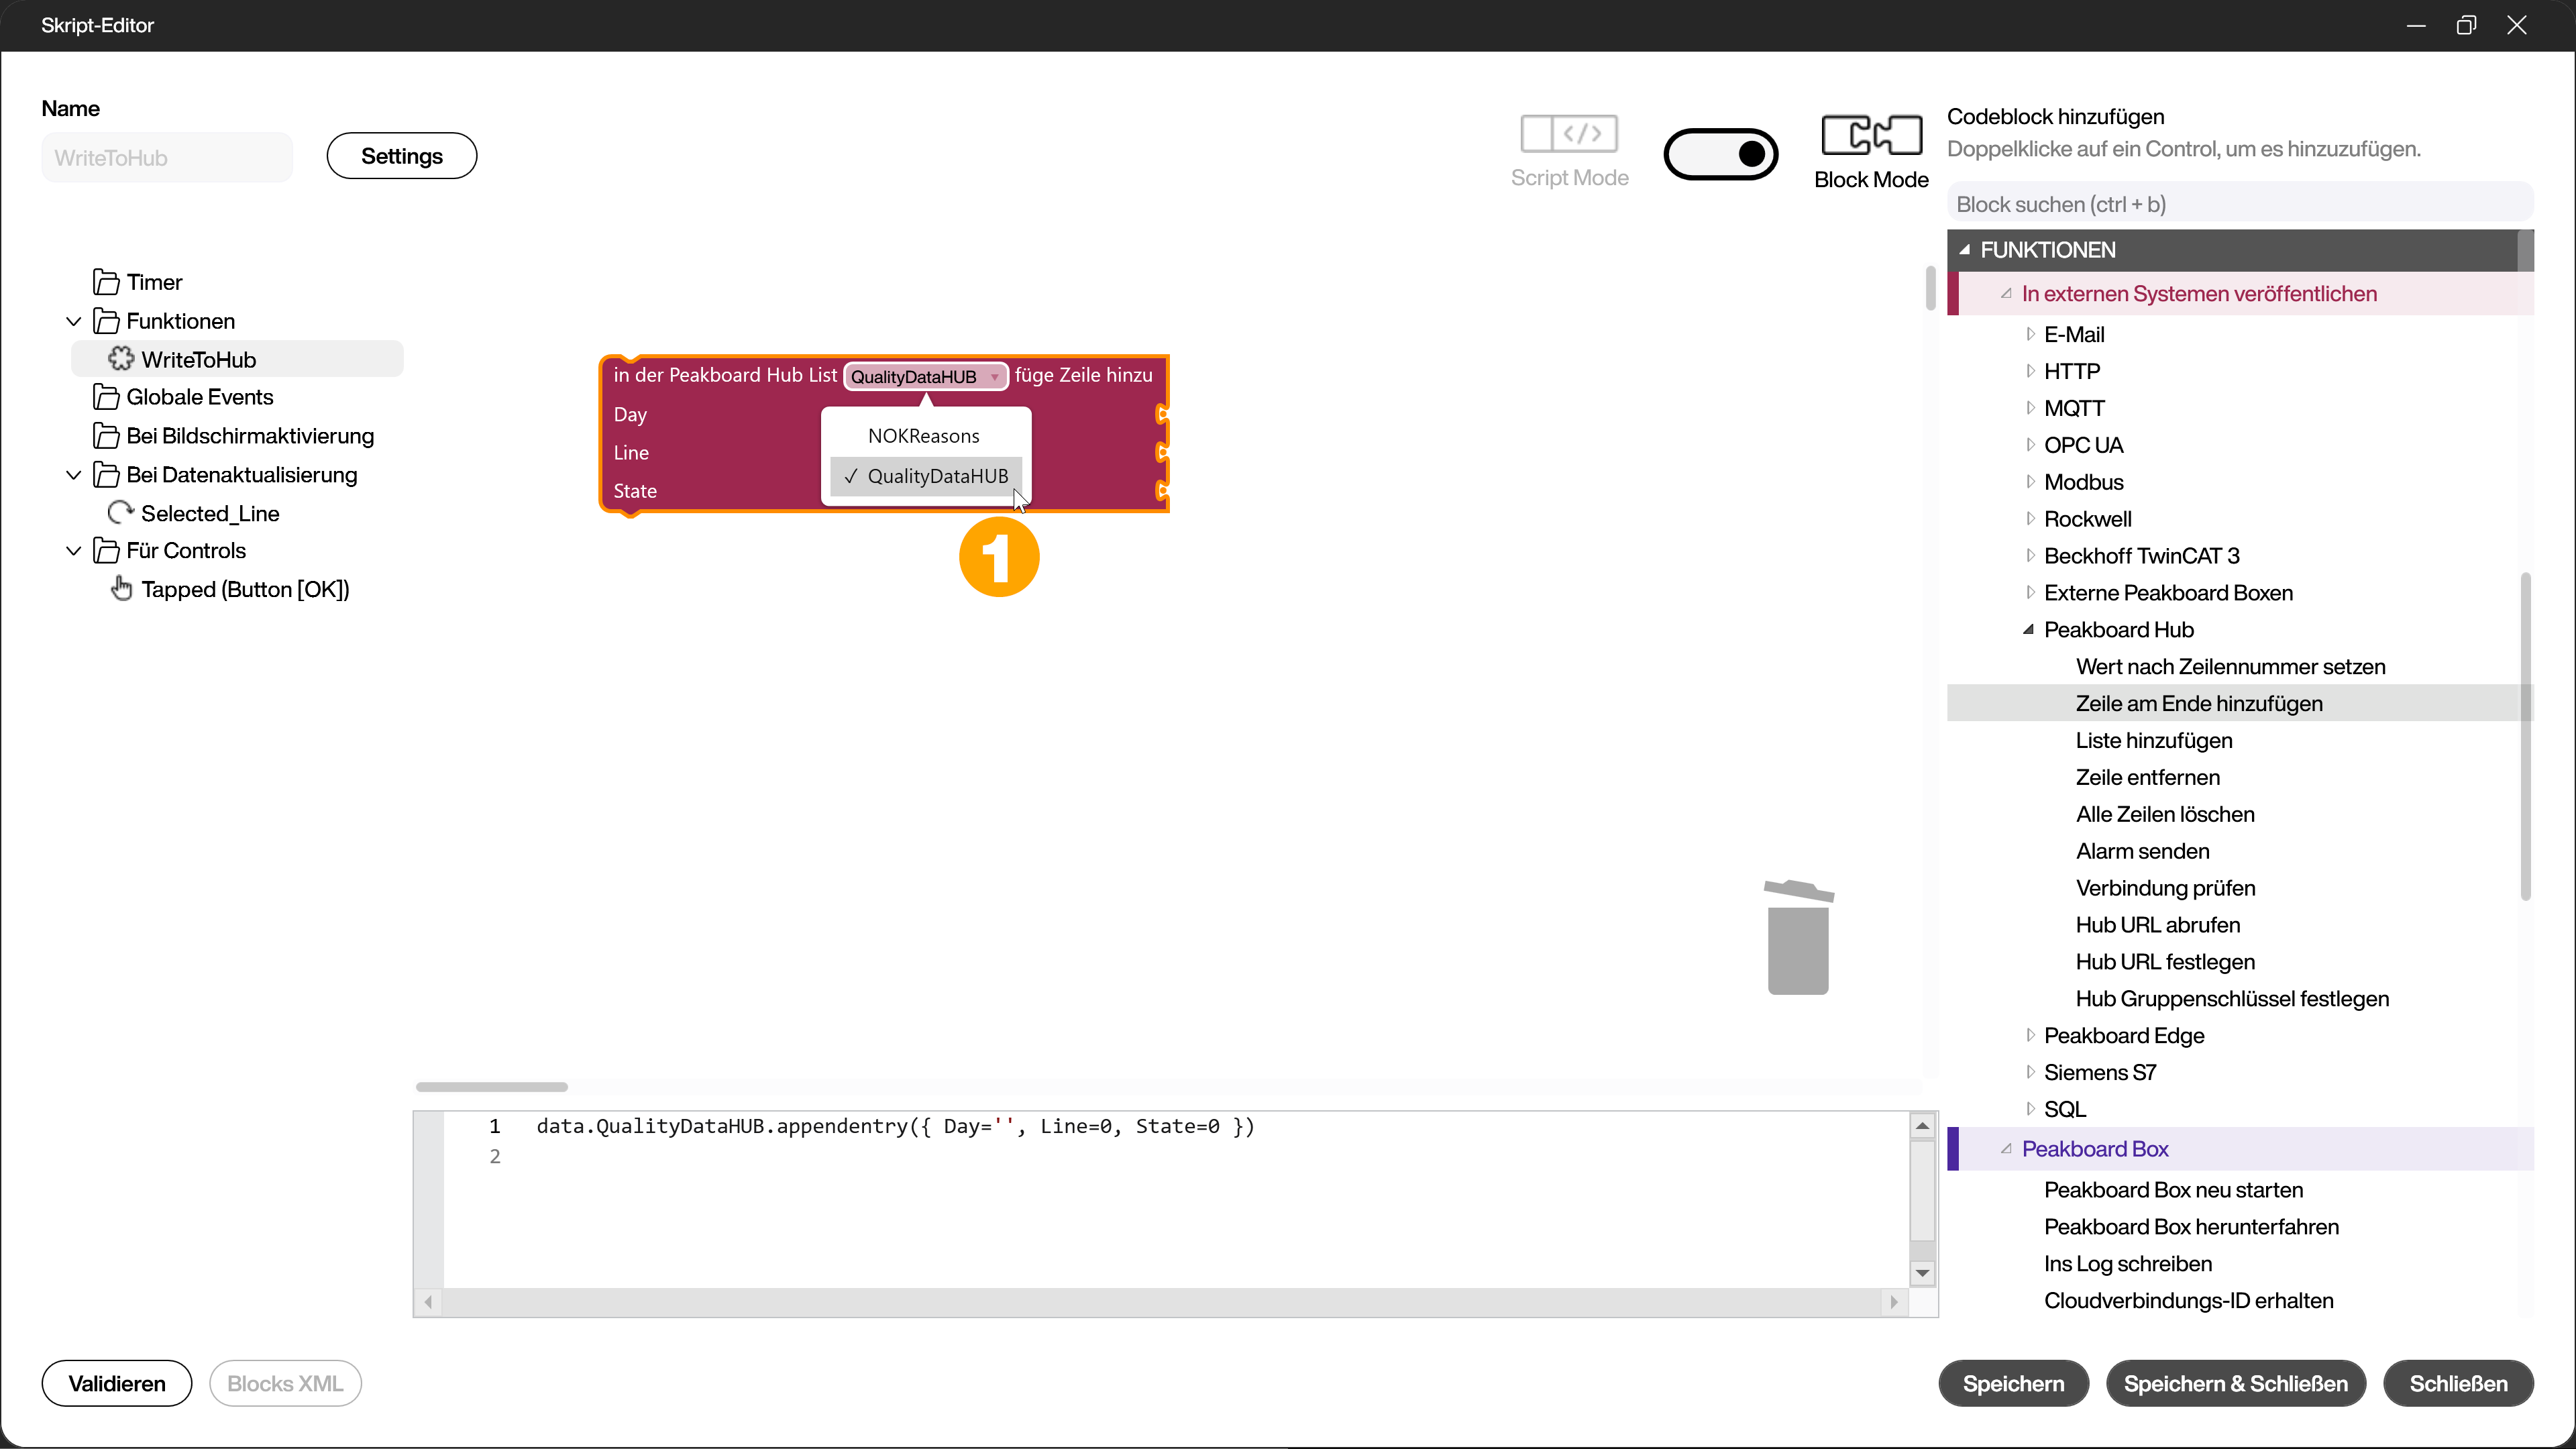 Skript-Editor
Name
WriteToHub
Settings
Script Mode
Block Mode
Timer
Funktionen
WriteToHub
Globale Events
Bei Bildschirmaktivierung
Bei Datenaktualisierung
Selected_Line
Für Controls
Tapped (Button [OK])
in der Peakboard Hub List QualityDataHUB füge Zeile hinzu
Day
Line
State
NOKReasons
✓ QualityDataHUB
1
1 data.QualityDataHUB.appendentry({ Day='', Line=0, State=0 })
2
Codeblock hinzufügen
Doppelklicke auf ein Control, um es hinzuzufügen.
Block suchen (ctrl + b)
FUNKTIONEN
In externen Systemen veröffentlichen
E-Mail
HTTP
MQTT
OPC UA
Modbus
Rockwell
Beckhoff TwinCAT 3
Externe Peakboard Boxen
Peakboard Hub
Wert nach Zeilennummer setzen
Zeile am Ende hinzufügen
Liste hinzufügen
Zeile entfernen
Alle Zeilen löschen
Alarm senden
Verbindung prüfen
Hub URL abrufen
Hub URL festlegen
Hub Gruppenschlüssel festlegen
Peakboard Edge
Siemens S7
SQL
Peakboard Box
Peakboard Box neu starten
Peakboard Box herunterfahren
Ins Log schreiben
Cloudverbindungs-ID erhalten
Validieren
Blocks XML
Speichern
Speichern & Schließen
Schließen